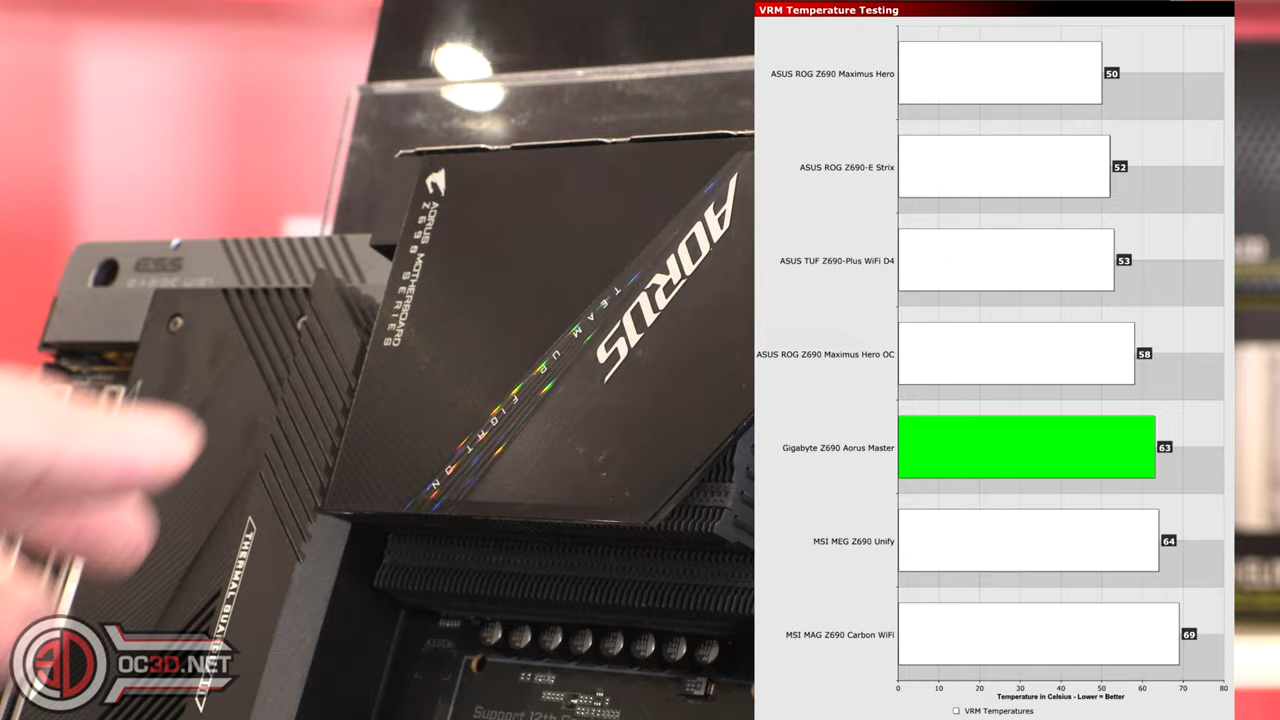 VRM Temperature Testing
ASUS ROG Z690 Maximus Hero
50
ASUS ROG Z690-E Strix
52
ASUS TUF Z690-Plus WiFi D4
53
ASUS ROG Z690 Maximus Hero OC
58
Gigabyte Z690 Aorus Master
63
MSI MEG Z690 Unify
64
MSI MAG Z690 Carbon WiFi
69
0 10 20 30 40 50 60 70 80
Temperature in Celsius - Lower = Better
VRM Temperatures
ESS
AORUS MOTHERBOARD
Z690 SERIES
AORUS
TEAM UP. FIGHT ON.
OC3D.NET
Support 12th